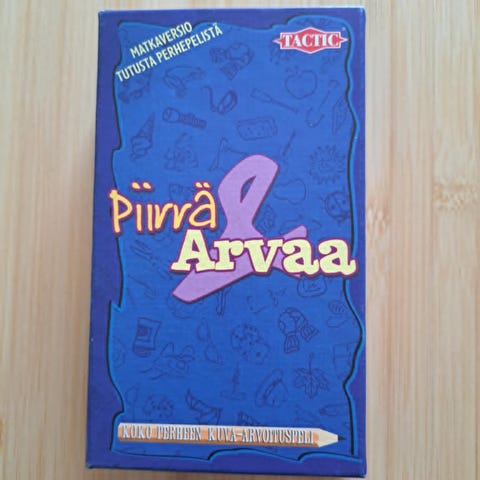 MATKAVERSIO
TUTUSTA PERHEPELISTÄ
TACTIC
Piirrä
&
Arvaa
KOKO PERHEEN KUVA-ARVOITUSPELI